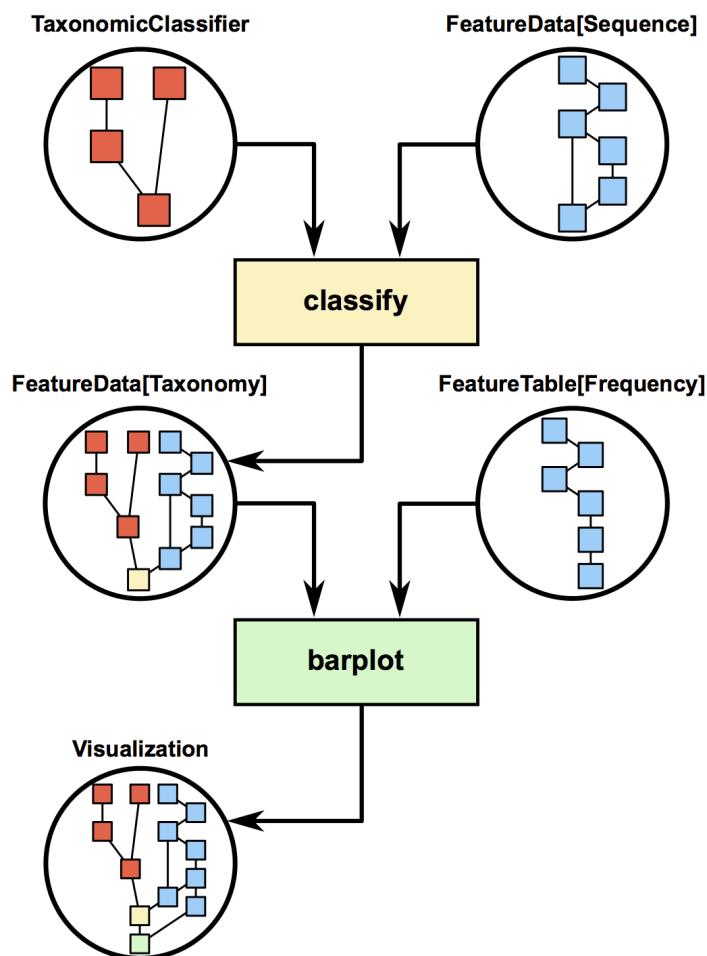 TaxonomicClassifier
FeatureData[Sequence]
classify
FeatureData[Taxonomy]
FeatureTable[Frequency]
barplot
Visualization